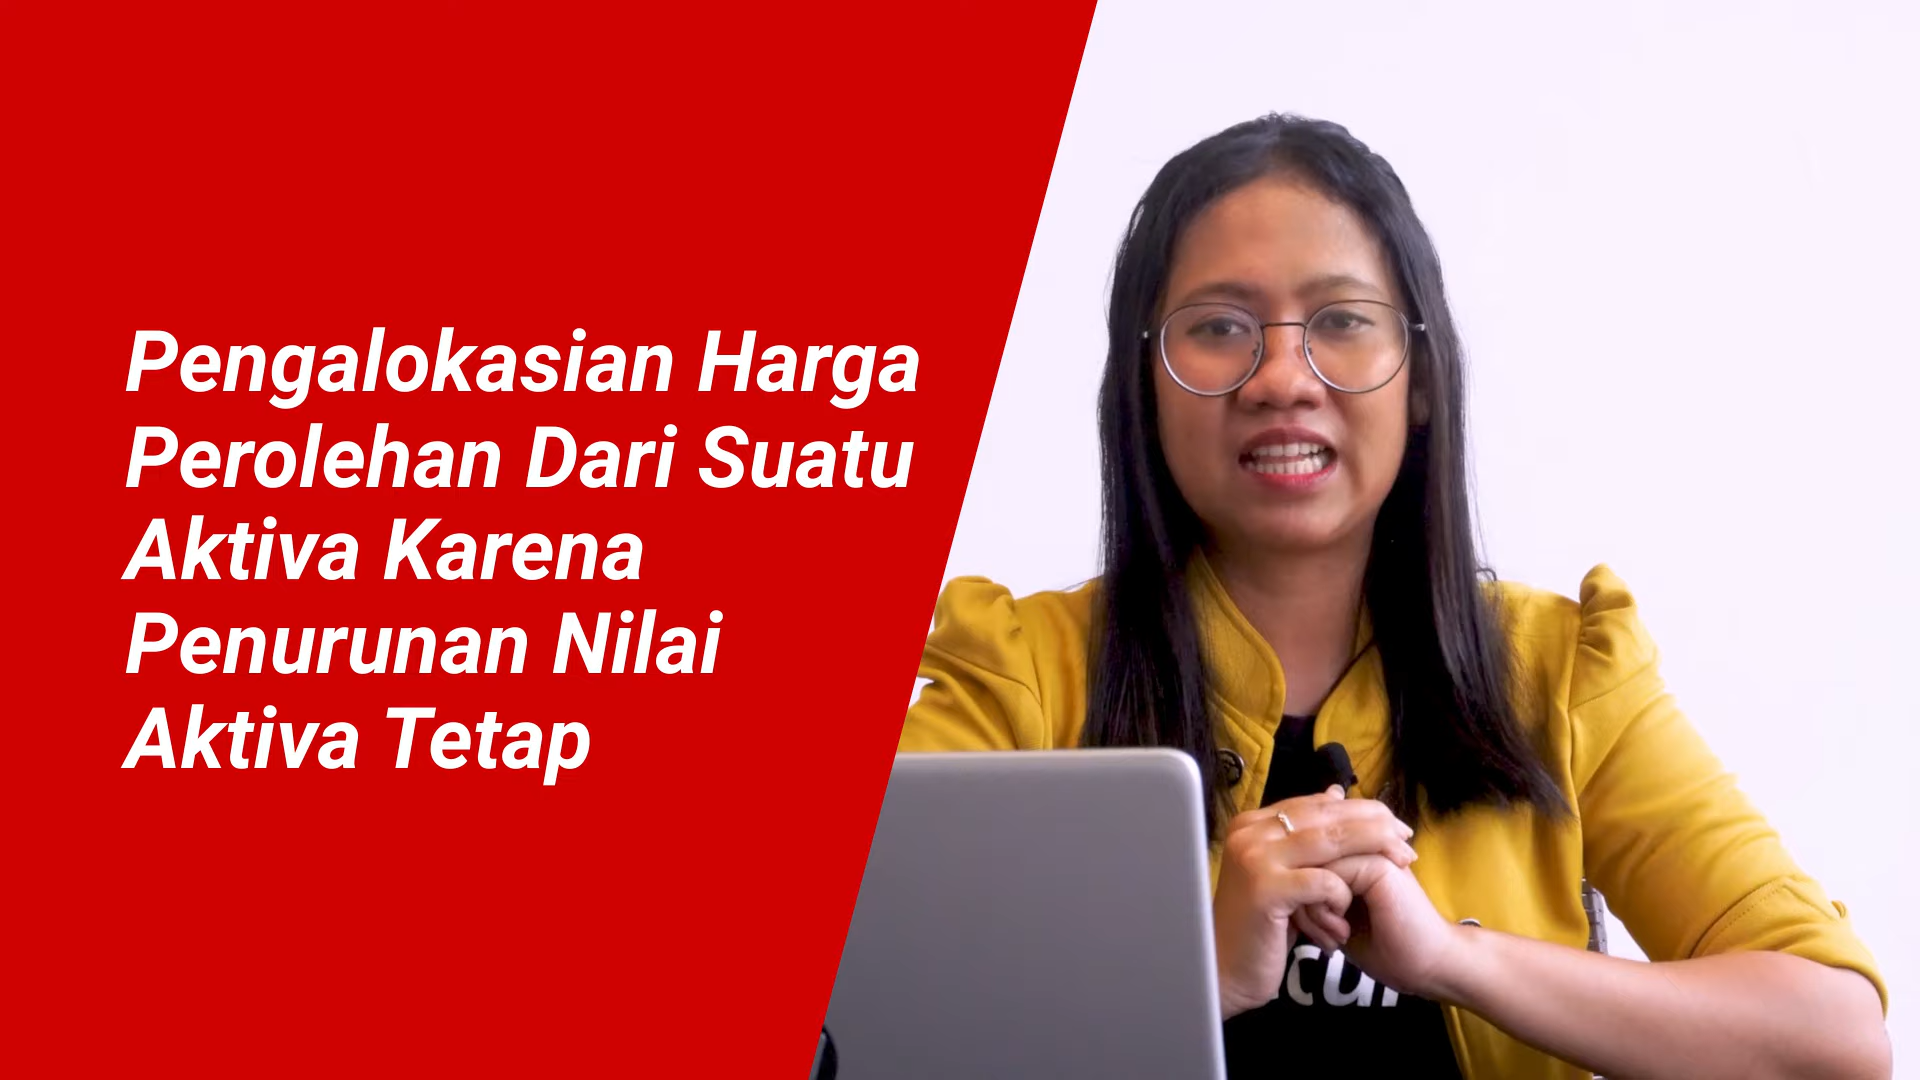 Pengalokasian Harga
Perolehan Dari Suatu
Aktiva Karena
Penurunan Nilai
Aktiva Tetap